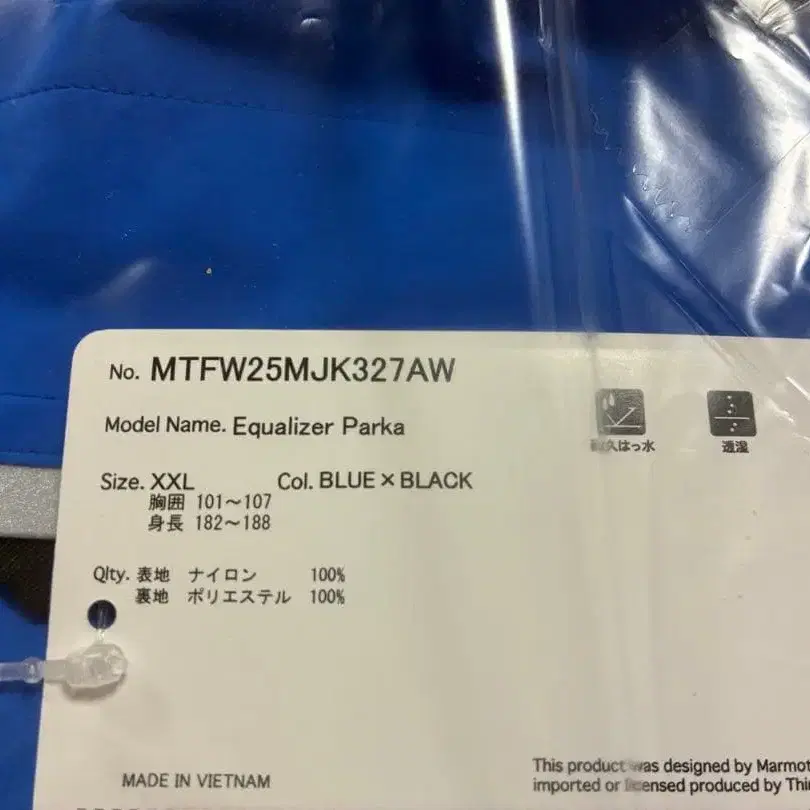 No. MTFW25MJK327AW
Model Name. Equalizer Parka
耐久はっ水 透湿
Size. XXL Col. BLUE×BLACK
胸囲 101～107
身長 182～188
Qlty. 表地 ナイロン 100%
裏地 ポリエステル 100%
This product was designed by Marmot
imported or licensed produced by
MADE IN VIETNAM